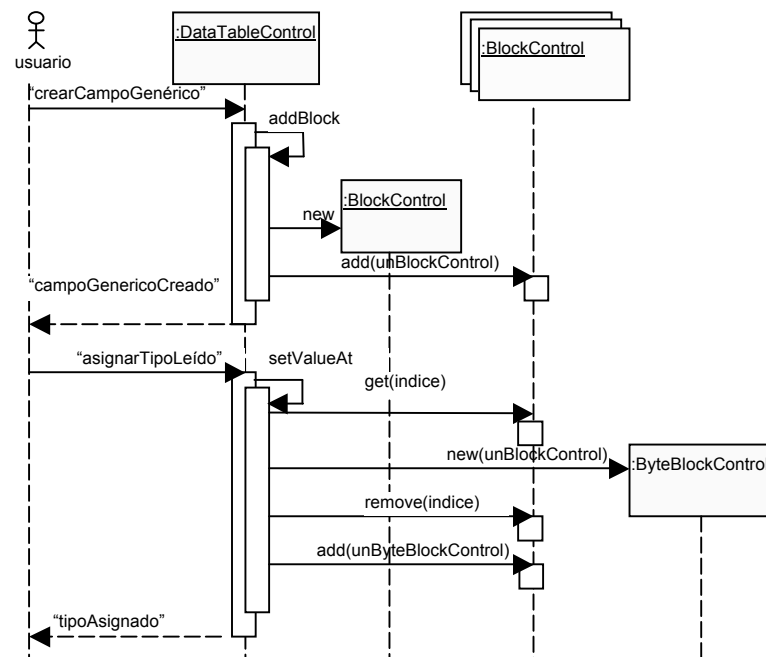 :DataTableControl
:BlockControl
usuario
“crearCampoGenérico”
addBlock
:BlockControl
new
add(unBlockControl)
“campoGenericoCreado”
“asignarTipoLeído”
setValueAt
get(indice)
new(unBlockControl)
:ByteBlockControl
remove(indice)
add(unByteBlockControl)
“tipoAsignado”